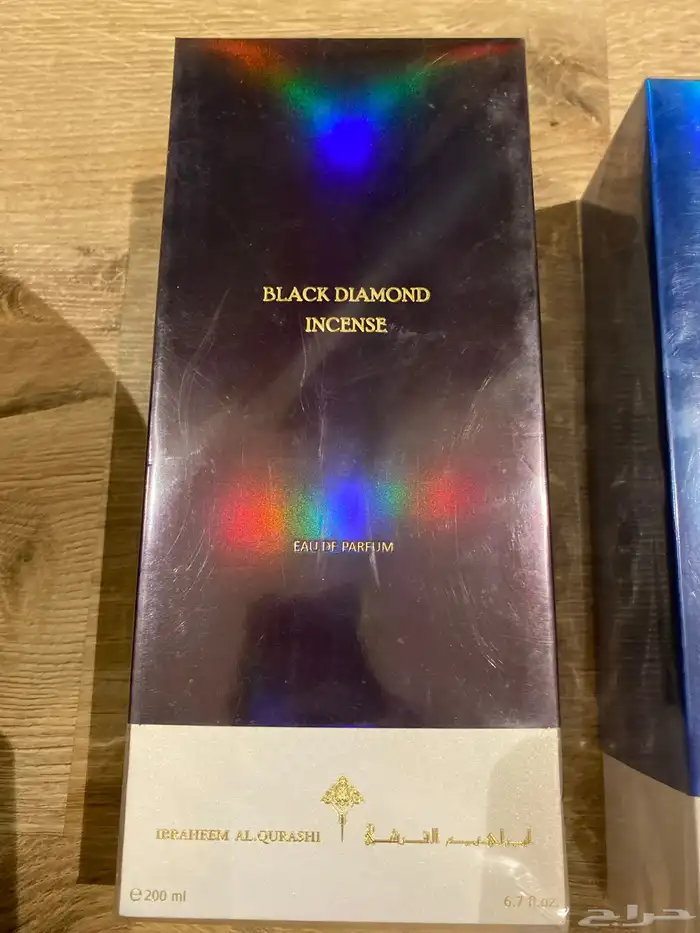 BLACK DIAMOND
INCENSE
EAU DE PARFUM
IBRAHEEM AL.QURASHI
إبراهيم القرشي
℮200 ml
6.7 fl.oz.
حراج